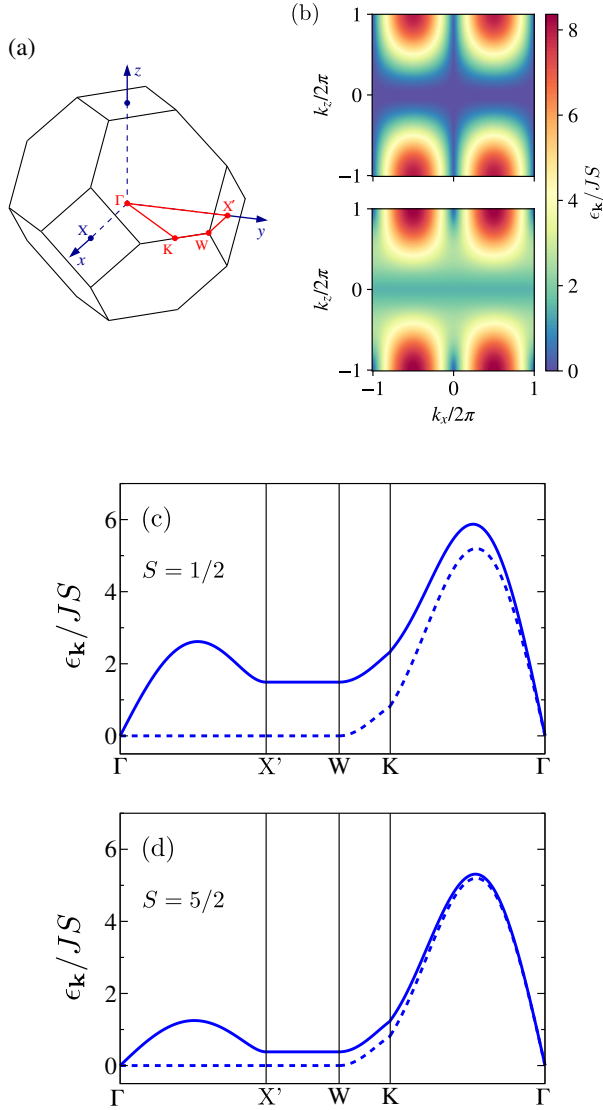 (a)
z
Γ
X
x
K
W
X'
y
(b)
1
0
−1
k_z/2π
1
0
−1
k_z/2π
−1 0 1
k_x/2π
8
6
4
2
0
ϵ_k/JS
(c)
S = 1/2
6
4
2
0
ϵ_k/JS
Γ X' W K Γ
(d)
S = 5/2
6
4
2
0
ϵ_k/JS
Γ X' W K Γ